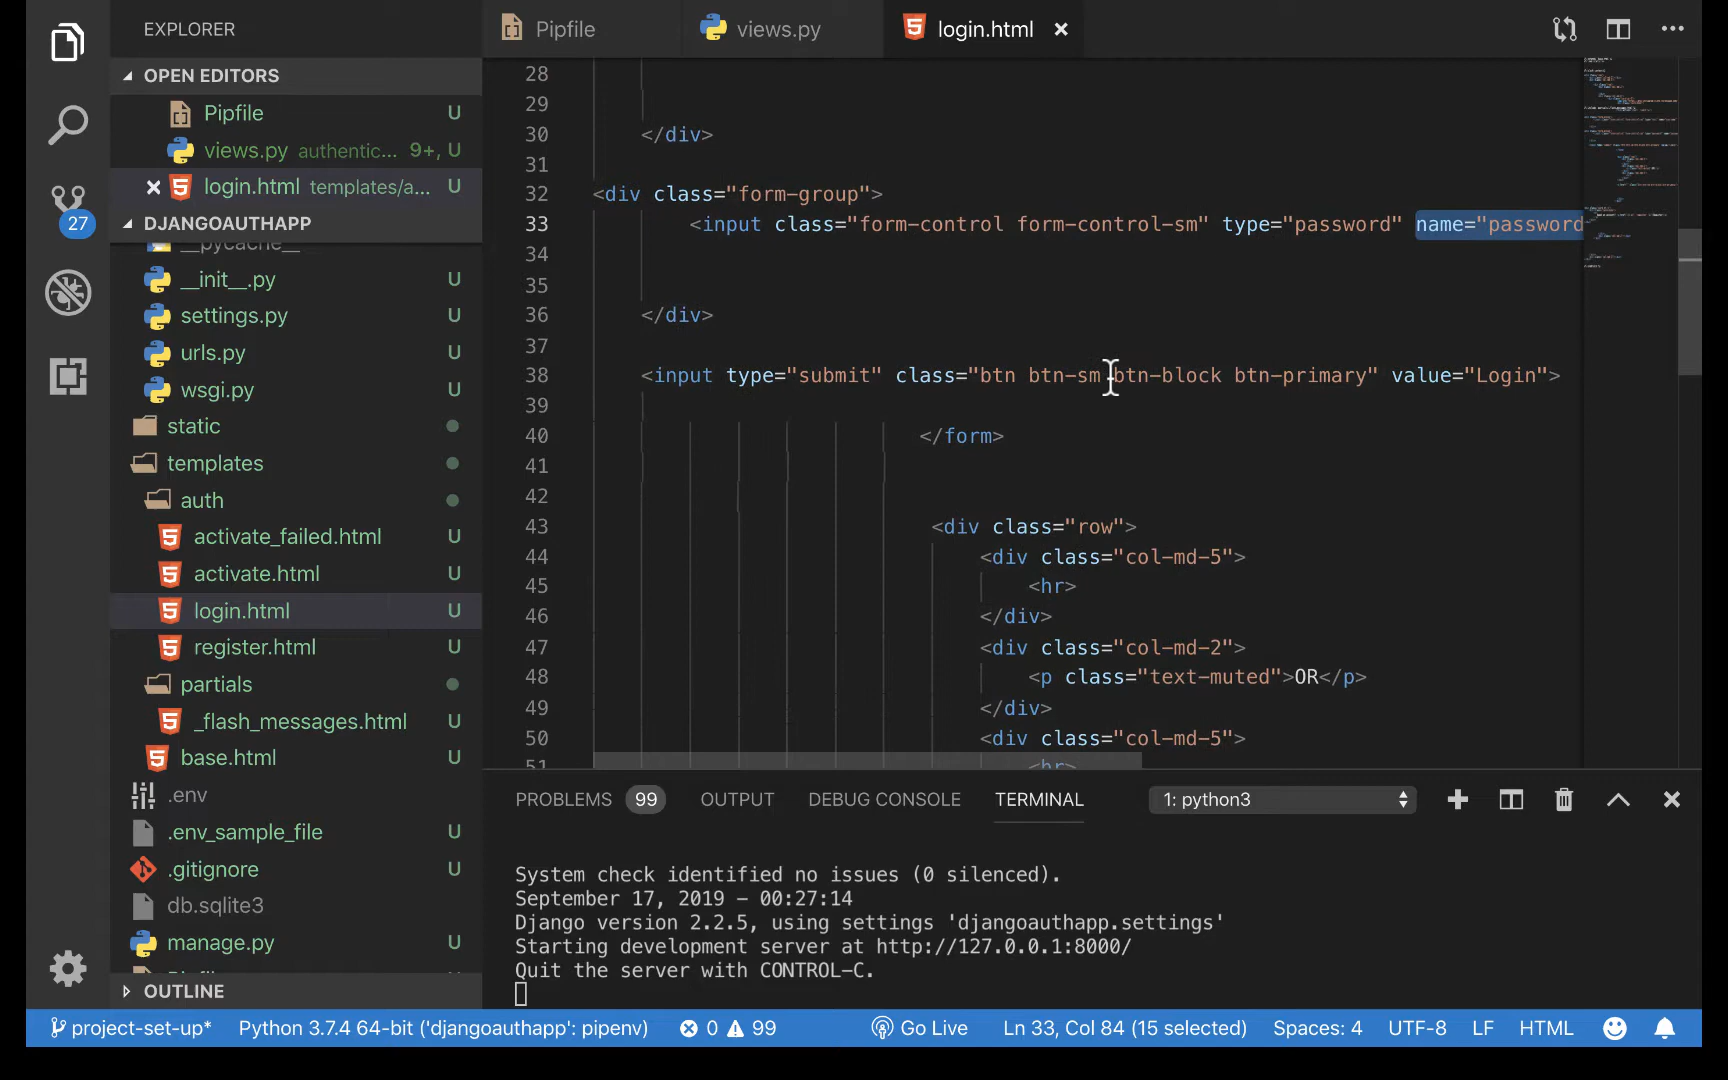 EXPLORER
OPEN EDITORS
Pipfile U
views.py authentic... 9+, U
login.html templates/a... U
27
DJANGOAUTHAPP
__pycache__
__init__.py U
settings.py U
urls.py U
wsgi.py U
static
templates
auth
activate_failed.html U
activate.html U
login.html U
register.html U
partials
_flash_messages.html U
base.html U
.env
.env_sample_file U
.gitignore U
db.sqlite3
manage.py U
OUTLINE
Pipfile views.py login.html
28
29
30 </div>
31
32 <div class="form-group">
33 <input class="form-control form-control-sm" type="password" name="password
34
35
36 </div>
37
38 <input type="submit" class="btn btn-sm btn-block btn-primary" value="Login">
39
40 </form>
41
42
43 <div class="row">
44 <div class="col-md-5">
45 <hr>
46 </div>
47 <div class="col-md-2">
48 <p class="text-muted">OR</p>
49 </div>
50 <div class="col-md-5">
51 <hr>
PROBLEMS 99 OUTPUT DEBUG CONSOLE TERMINAL 1: python3
System check identified no issues (0 silenced).
September 17, 2019 - 00:27:14
Django version 2.2.5, using settings 'djangoauthapp.settings'
Starting development server at http://127.0.0.1:8000/
Quit the server with CONTROL-C.
project-set-up* Python 3.7.4 64-bit ('djangoauthapp': pipenv) 0 99 Go Live Ln 33, Col 84 (15 selected) Spaces: 4 UTF-8 LF HTML